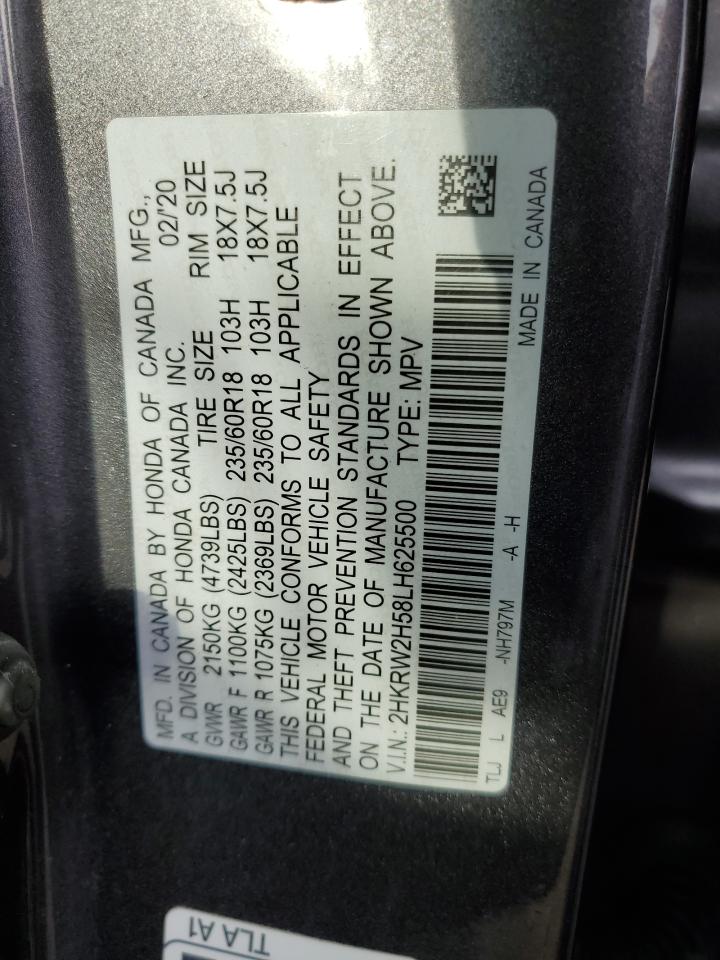 MFD. IN CANADA BY HONDA OF CANADA MFG.,
A DIVISION OF HONDA CANADA INC. 02/'20
GVWR 2150KG (4739LBS) TIRE SIZE RIM SIZE
GAWR F 1100KG (2425LBS) 235/60R18 103H 18X7.5J
GAWR R 1075KG (2369LBS) 235/60R18 103H 18X7.5J
THIS VEHICLE CONFORMS TO ALL APPLICABLE
FEDERAL MOTOR VEHICLE SAFETY
AND THEFT PREVENTION STANDARDS IN EFFECT
ON THE DATE OF MANUFACTURE SHOWN ABOVE.
V.I.N.: 2HKRW2H58LH625500 TYPE: MPV
TLJ L AE9 -NH797M -A -H
MADE IN CANADA
TLA A1